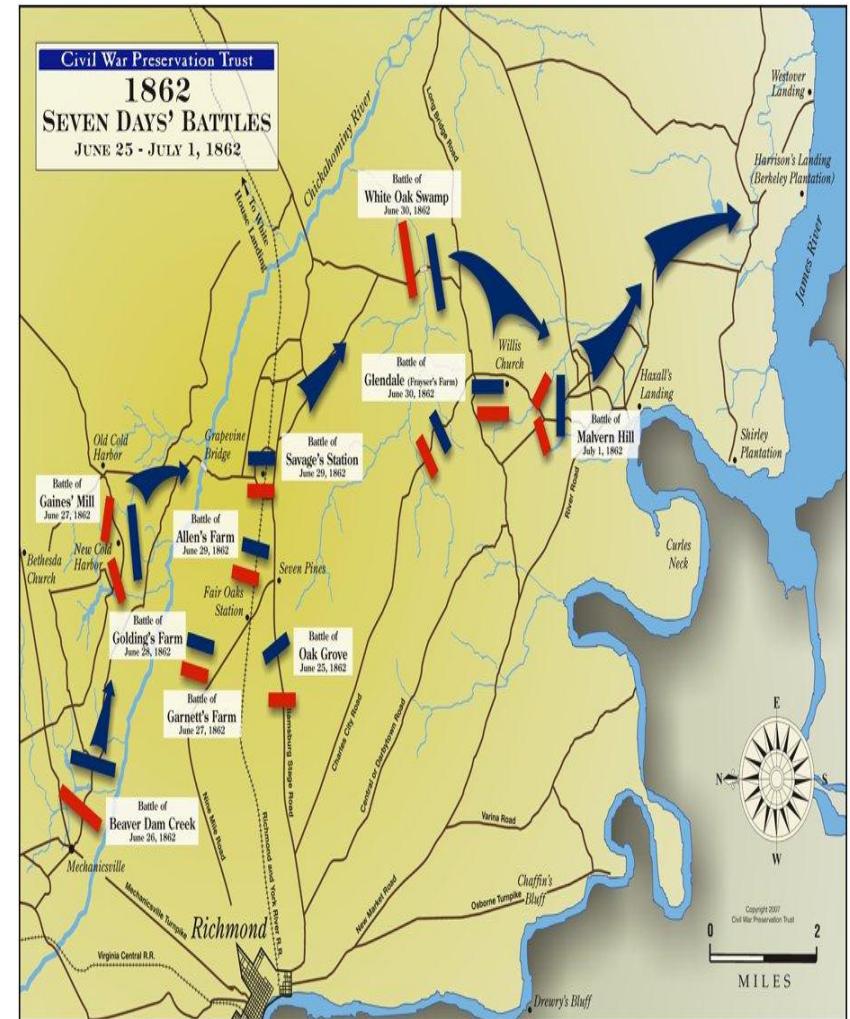 Civil War Preservation Trust
1862
SEVEN DAYS' BATTLES
JUNE 25 - JULY 1, 1862
Chickahominy River
Long Bridge Road
Westover
Landing
Harrison's Landing
(Berkeley Plantation)
James River
To White
House Landing
Battle of
White Oak Swamp
June 30, 1862
Willis
Church
Battle of
Glendale (Frayser's Farm)
June 30, 1862
Haxall's
Landing
Battle of
Malvern Hill
July 1, 1862
Shirley
Plantation
River Road
Old Cold
Harbor
Grapevine
Bridge
Battle of
Savage's Station
June 29, 1862
Battle of
Gaines' Mill
June 27, 1862
Battle of
Allen's Farm
June 29, 1862
New Cold
Harbor
Bethesda
Church
Seven Pines
Fair Oaks
Station
Curles
Neck
Battle of
Golding's Farm
June 28, 1862
Battle of
Oak Grove
June 25, 1862
Battle of
Garnett's Farm
June 27, 1862
iamsburg Stage Road
Charles City Road
Central or Darbytown Road
Battle of
Beaver Dam Creek
June 26, 1862
Nine Mile Road
Richmond and York River R.R.
Varina Road
Mechanicsville
Mechanicsville Turnpike
New Market Road
Osborne Turnpike
Chaffin's
Bluff
Richmond
Virginia Central R.R.
Drewry's Bluff
E
N
S
W
Copyright 2007
Civil War Preservation Trust
0
2
MILES